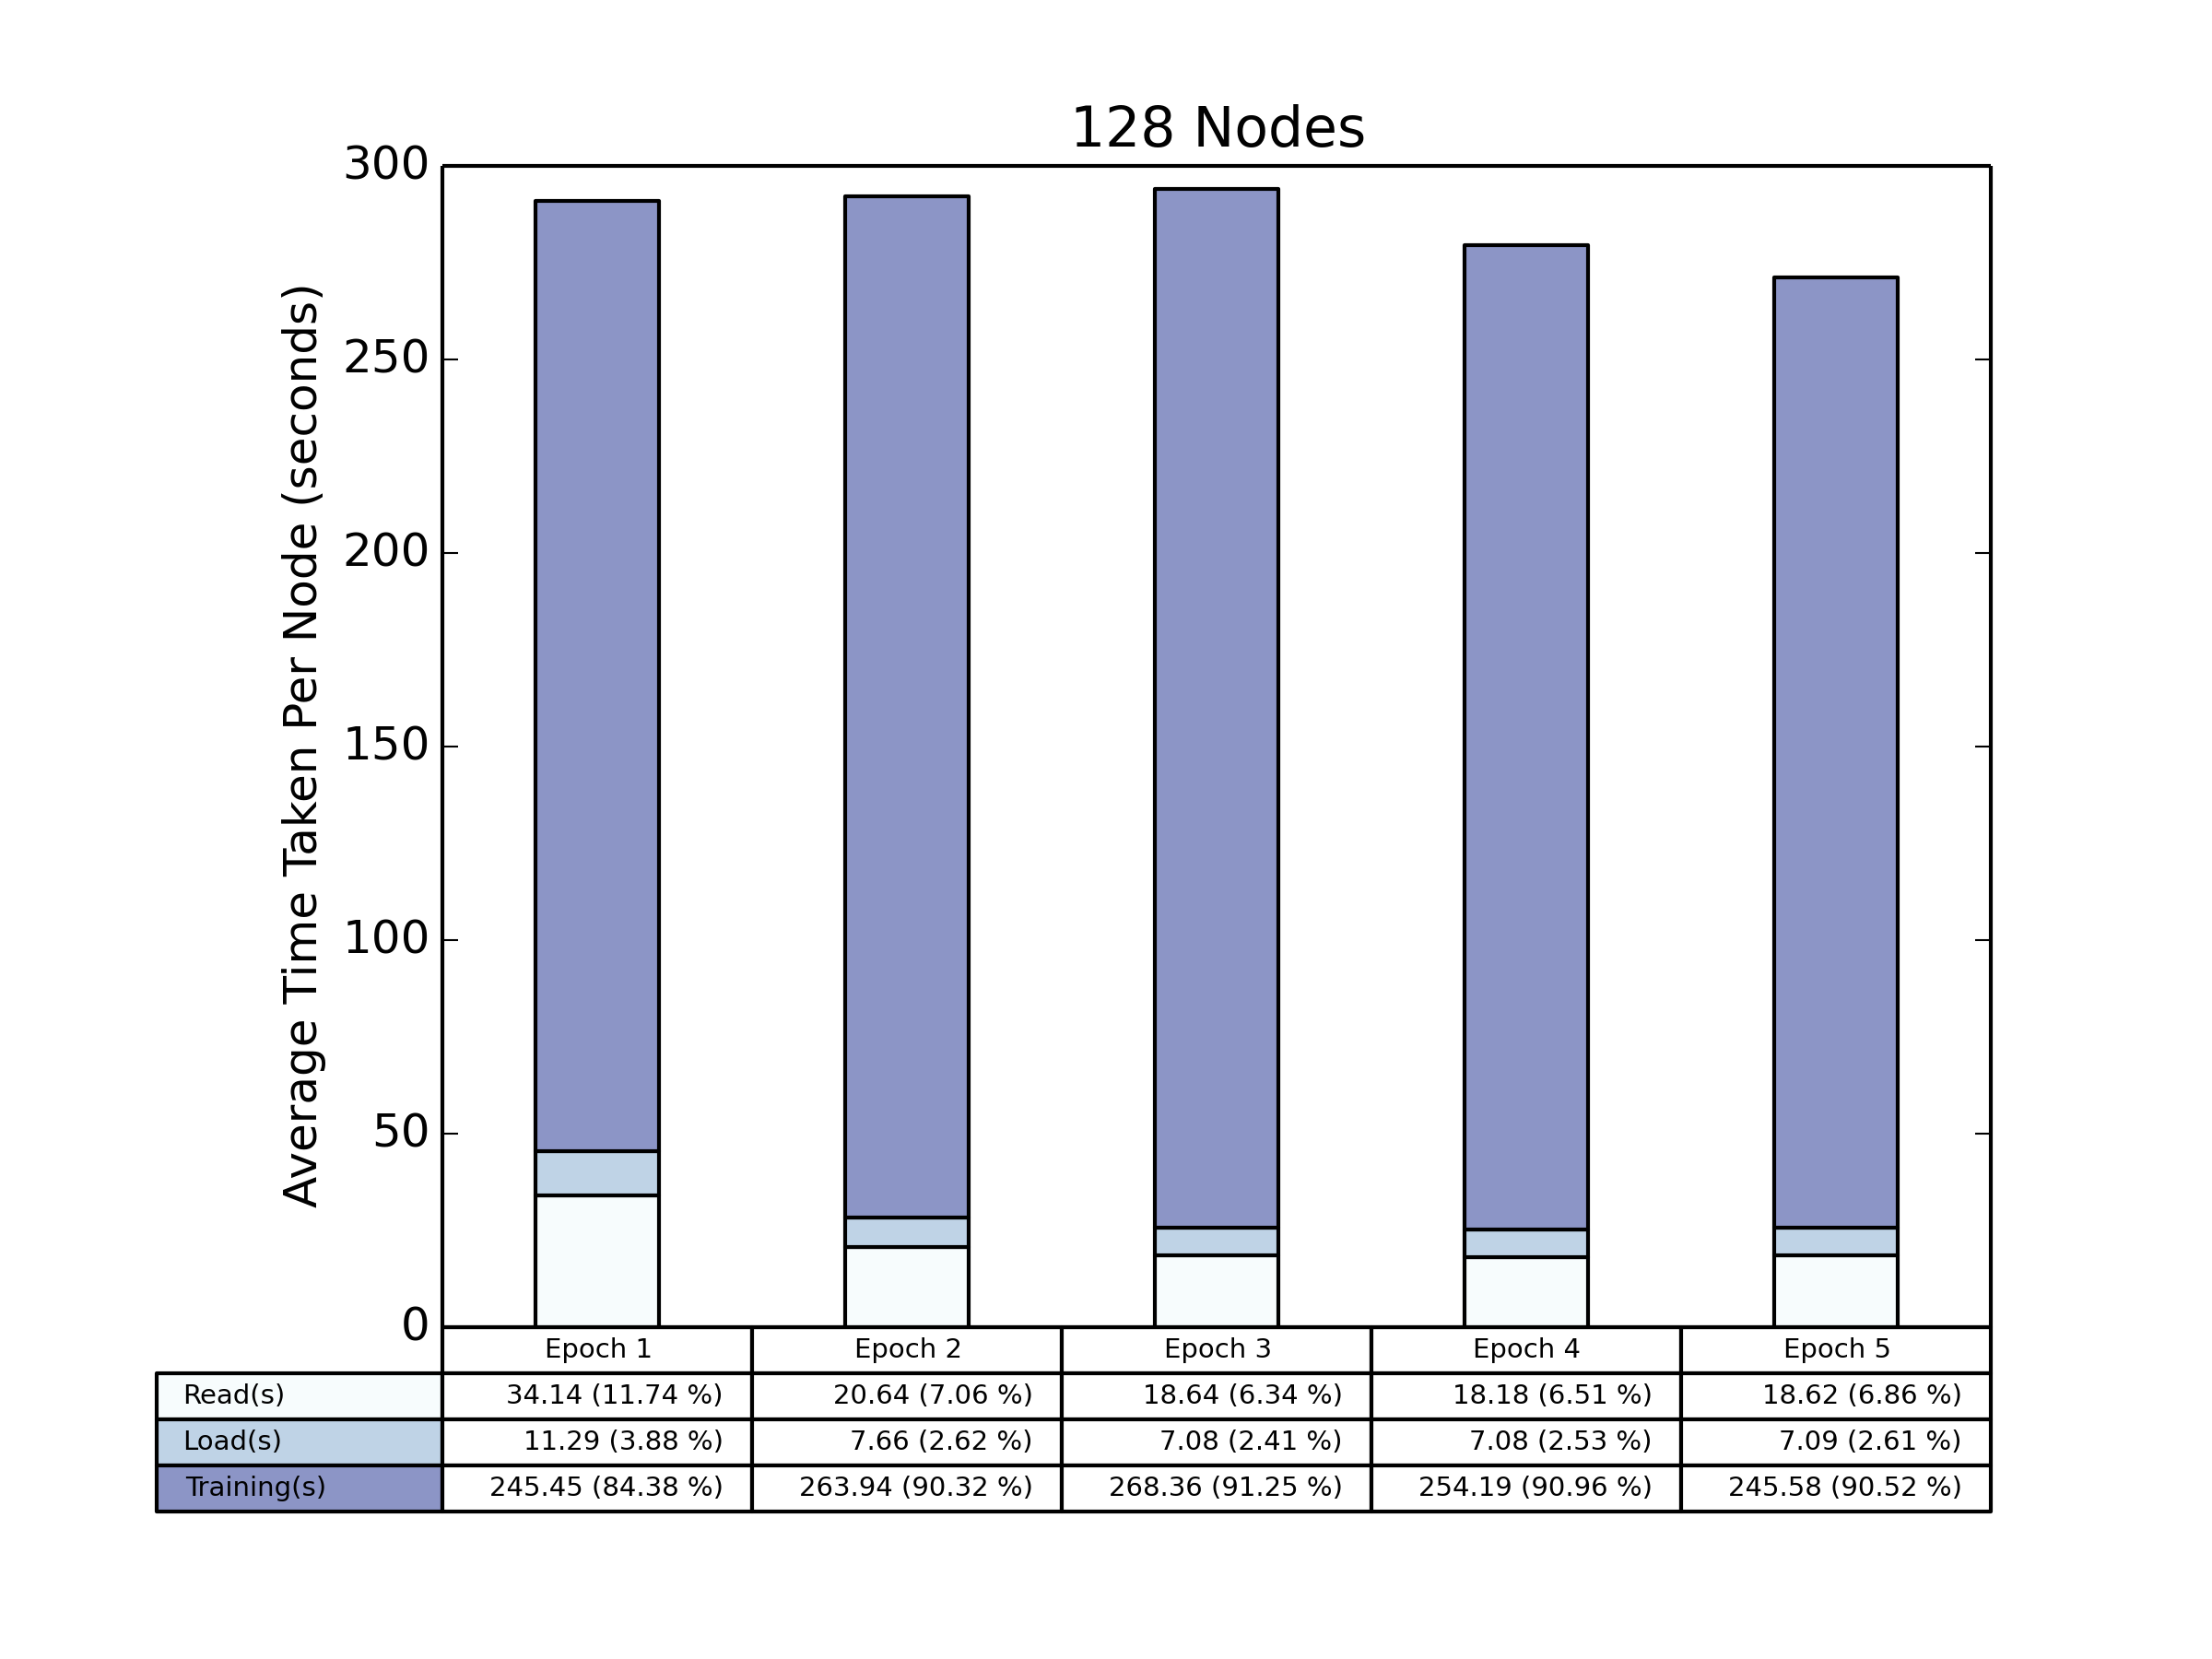 128 Nodes
300
250
200
150
100
50
0
Average Time Taken Per Node (seconds)
Epoch 1 Epoch 2 Epoch 3 Epoch 4 Epoch 5
Read(s) 34.14 (11.74 %) 20.64 (7.06 %) 18.64 (6.34 %) 18.18 (6.51 %) 18.62 (6.86 %)
Load(s) 11.29 (3.88 %) 7.66 (2.62 %) 7.08 (2.41 %) 7.08 (2.53 %) 7.09 (2.61 %)
Training(s) 245.45 (84.38 %) 263.94 (90.32 %) 268.36 (91.25 %) 254.19 (90.96 %) 245.58 (90.52 %)